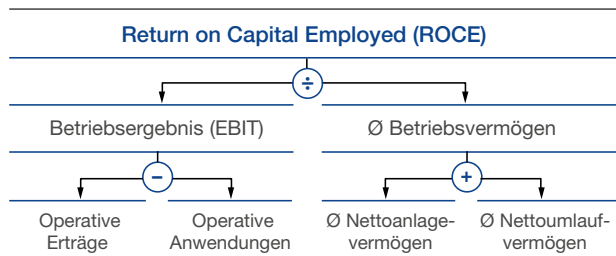 Return on Capital Employed (ROCE)
÷
Betriebsergebnis (EBIT)
Ø Betriebsvermögen
−
+
Operative
Erträge
Operative
Anwendungen
Ø Nettoanlage-
vermögen
Ø Nettoumlauf-
vermögen